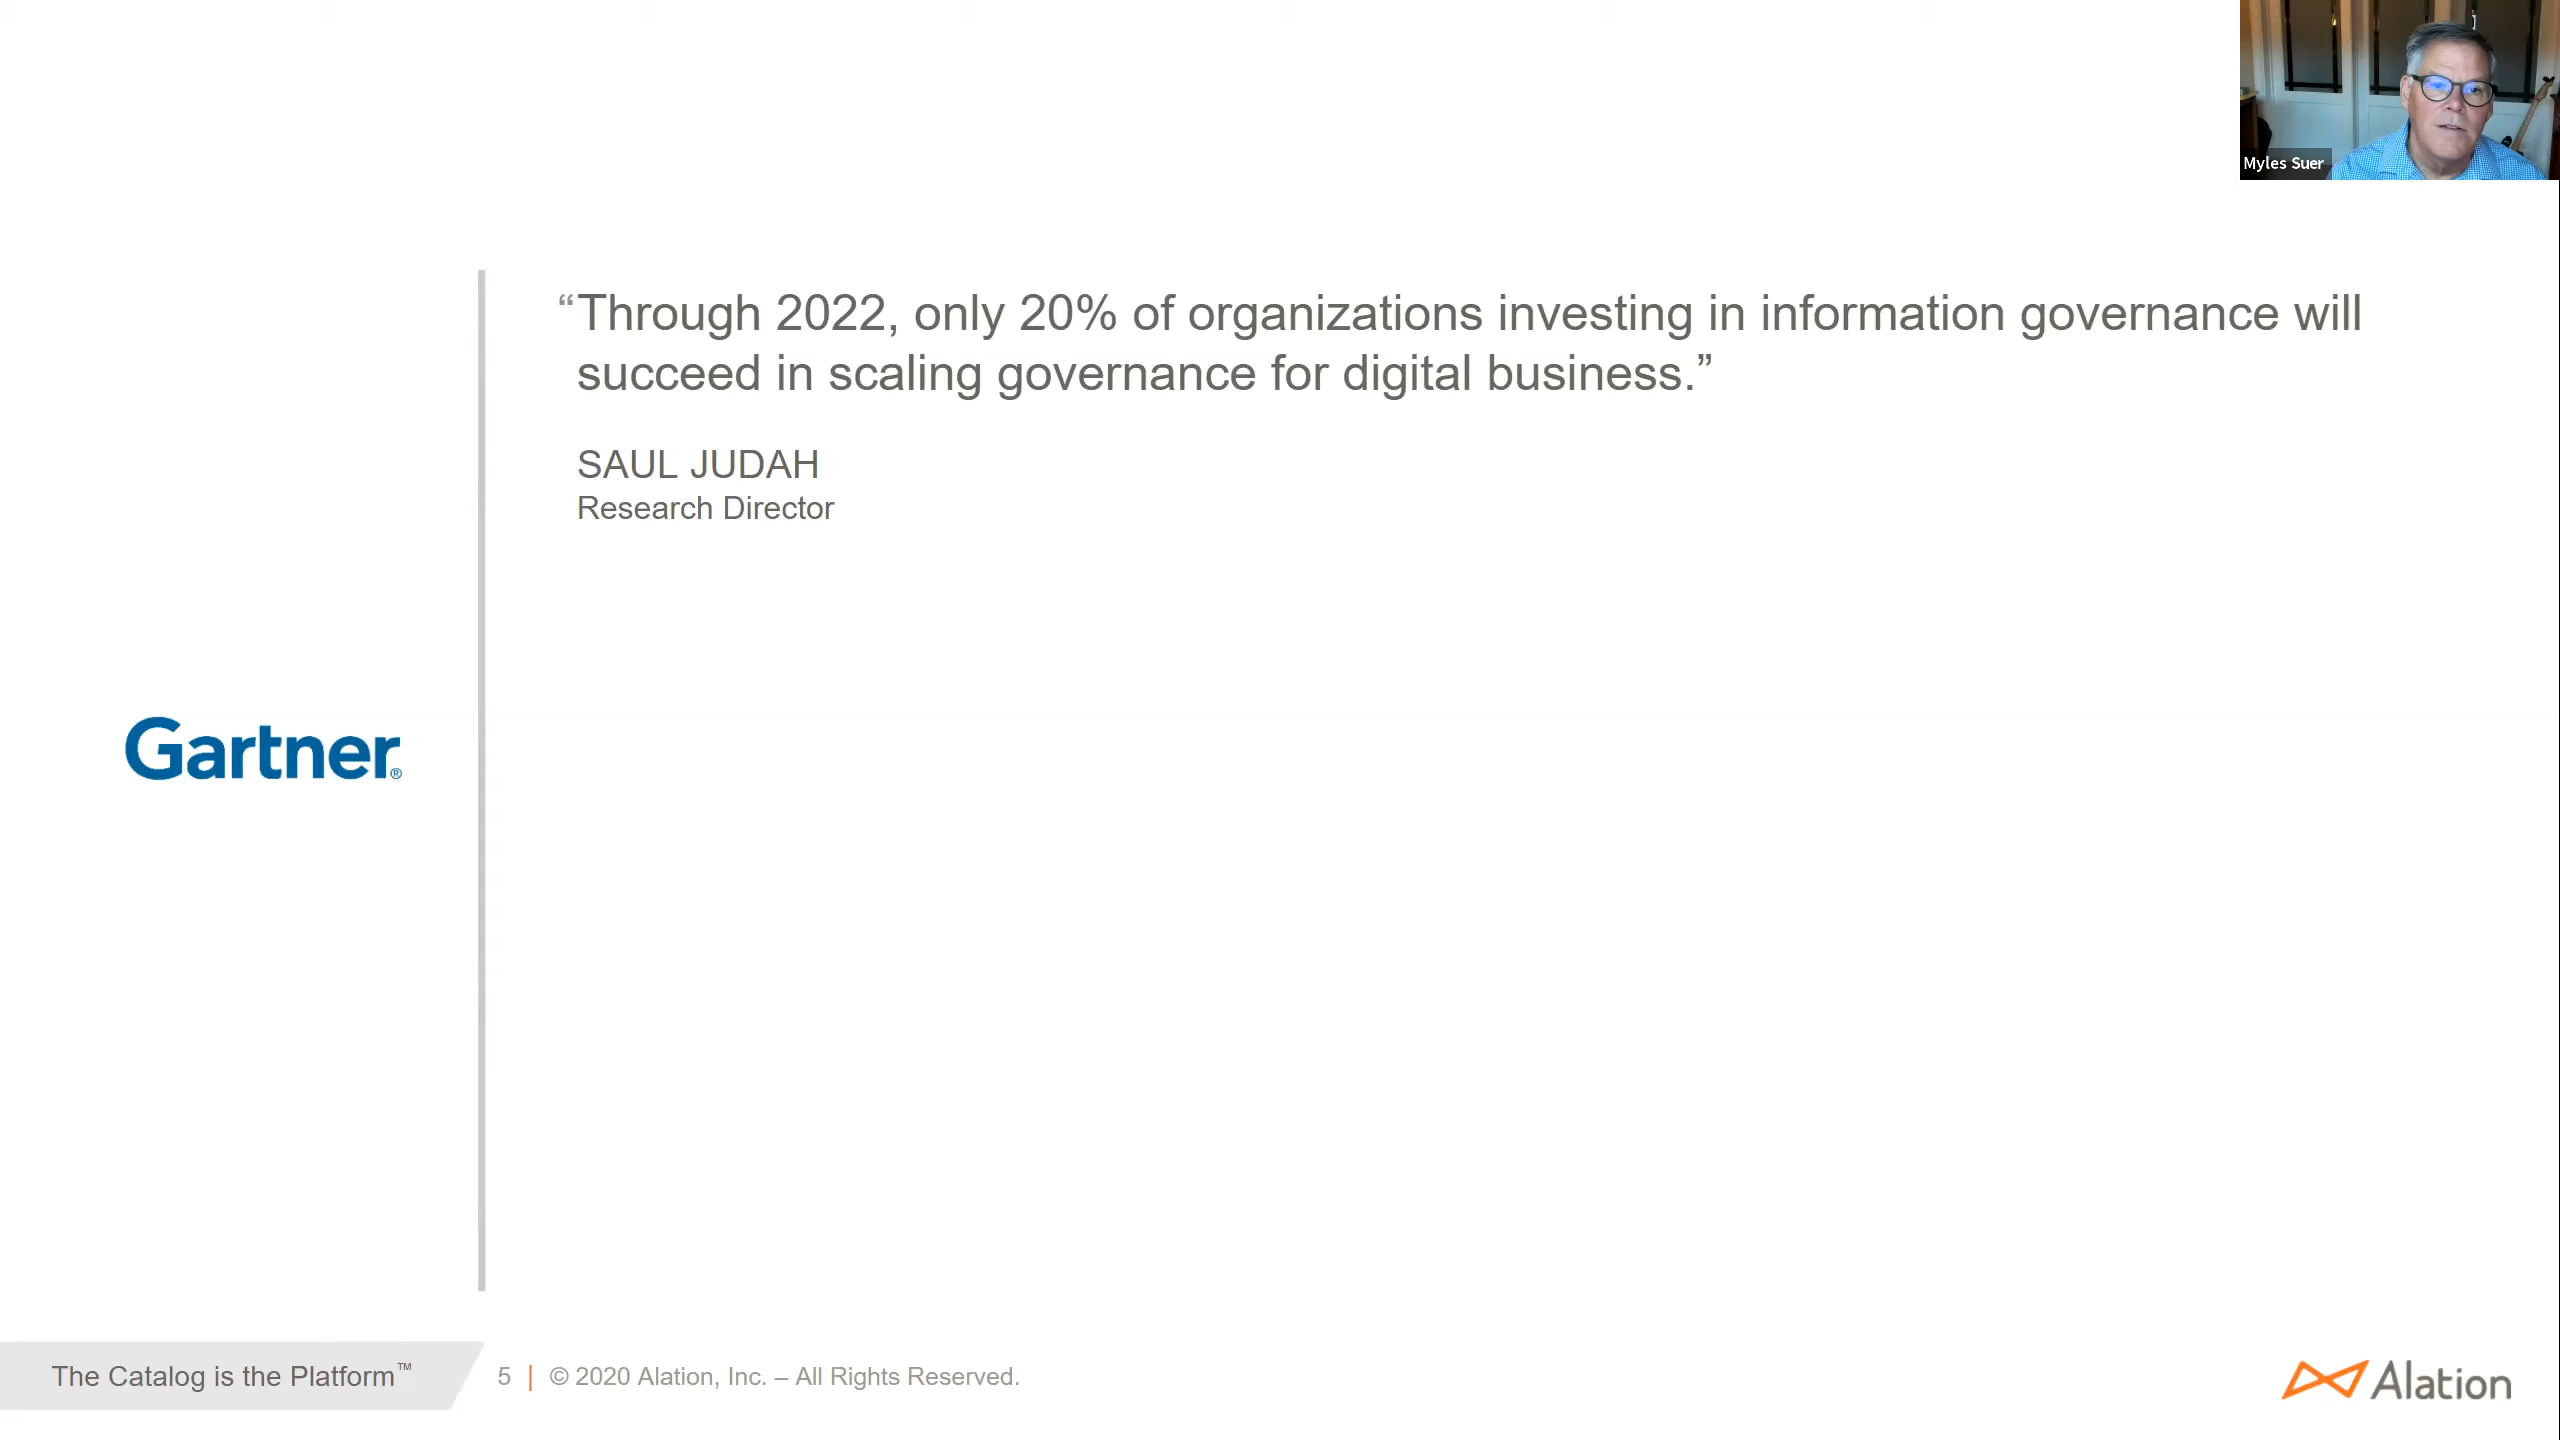 Myles Suer
“Through 2022, only 20% of organizations investing in information governance will
succeed in scaling governance for digital business.”
SAUL JUDAH
Research Director
Gartner®
The Catalog is the Platform™
5 | © 2020 Alation, Inc. – All Rights Reserved.
Alation